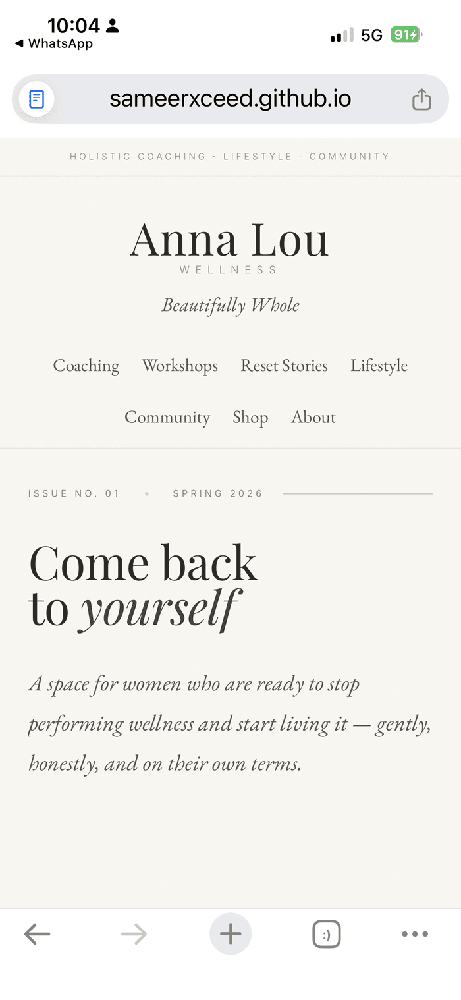 10:04
5G 91
◀ WhatsApp
sameerxceed.github.io
HOLISTIC COACHING · LIFESTYLE · COMMUNITY
Anna Lou
WELLNESS
Beautifully Whole
Coaching Workshops Reset Stories Lifestyle
Community Shop About
ISSUE NO. 01 • SPRING 2026
Come back
to yourself
A space for women who are ready to stop
performing wellness and start living it — gently,
honestly, and on their own terms.
:)